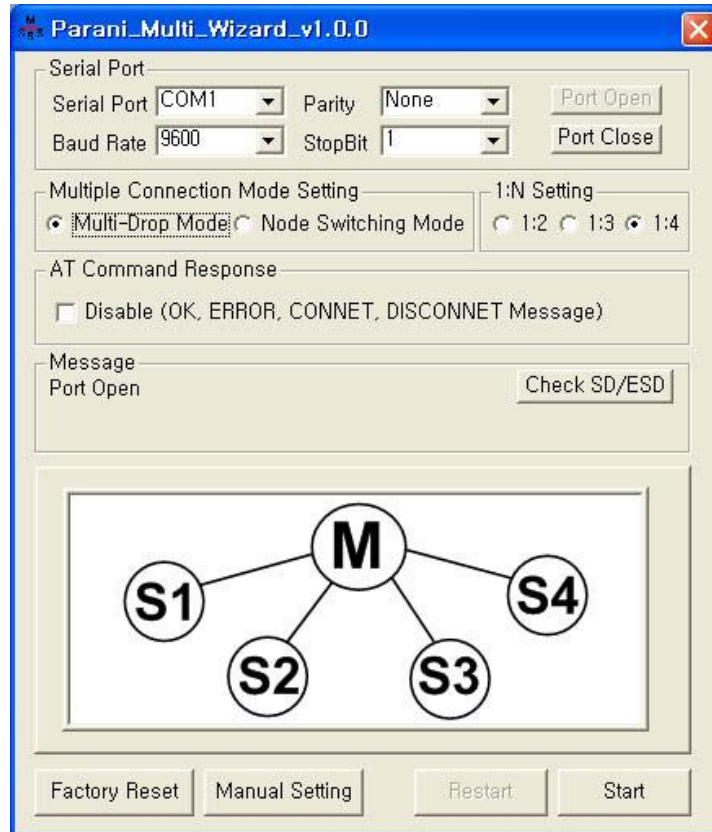 Parani_Multi_Wizard_v1.0.0
Serial Port
Serial Port COM1 Parity None Port Open
Baud Rate 9600 StopBit 1 Port Close
Multiple Connection Mode Setting
Multi-Drop Mode Node Switching Mode
1:N Setting
1:2 1:3 1:4
AT Command Response
Disable (OK, ERROR, CONNET, DISCONNET Message)
Message
Port Open
Check SD/ESD
M
S1
S4
S2
S3
Factory Reset Manual Setting Restart Start